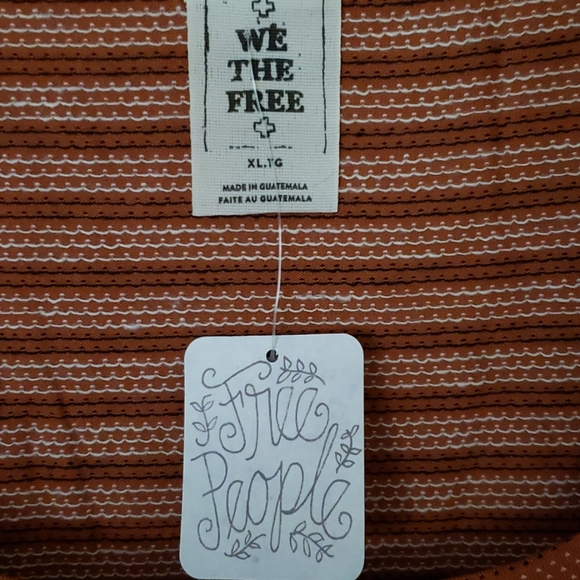 WE
THE
FREE
XL.TG
MADE IN GUATEMALA
FAITE AU GUATEMALA
Free
People